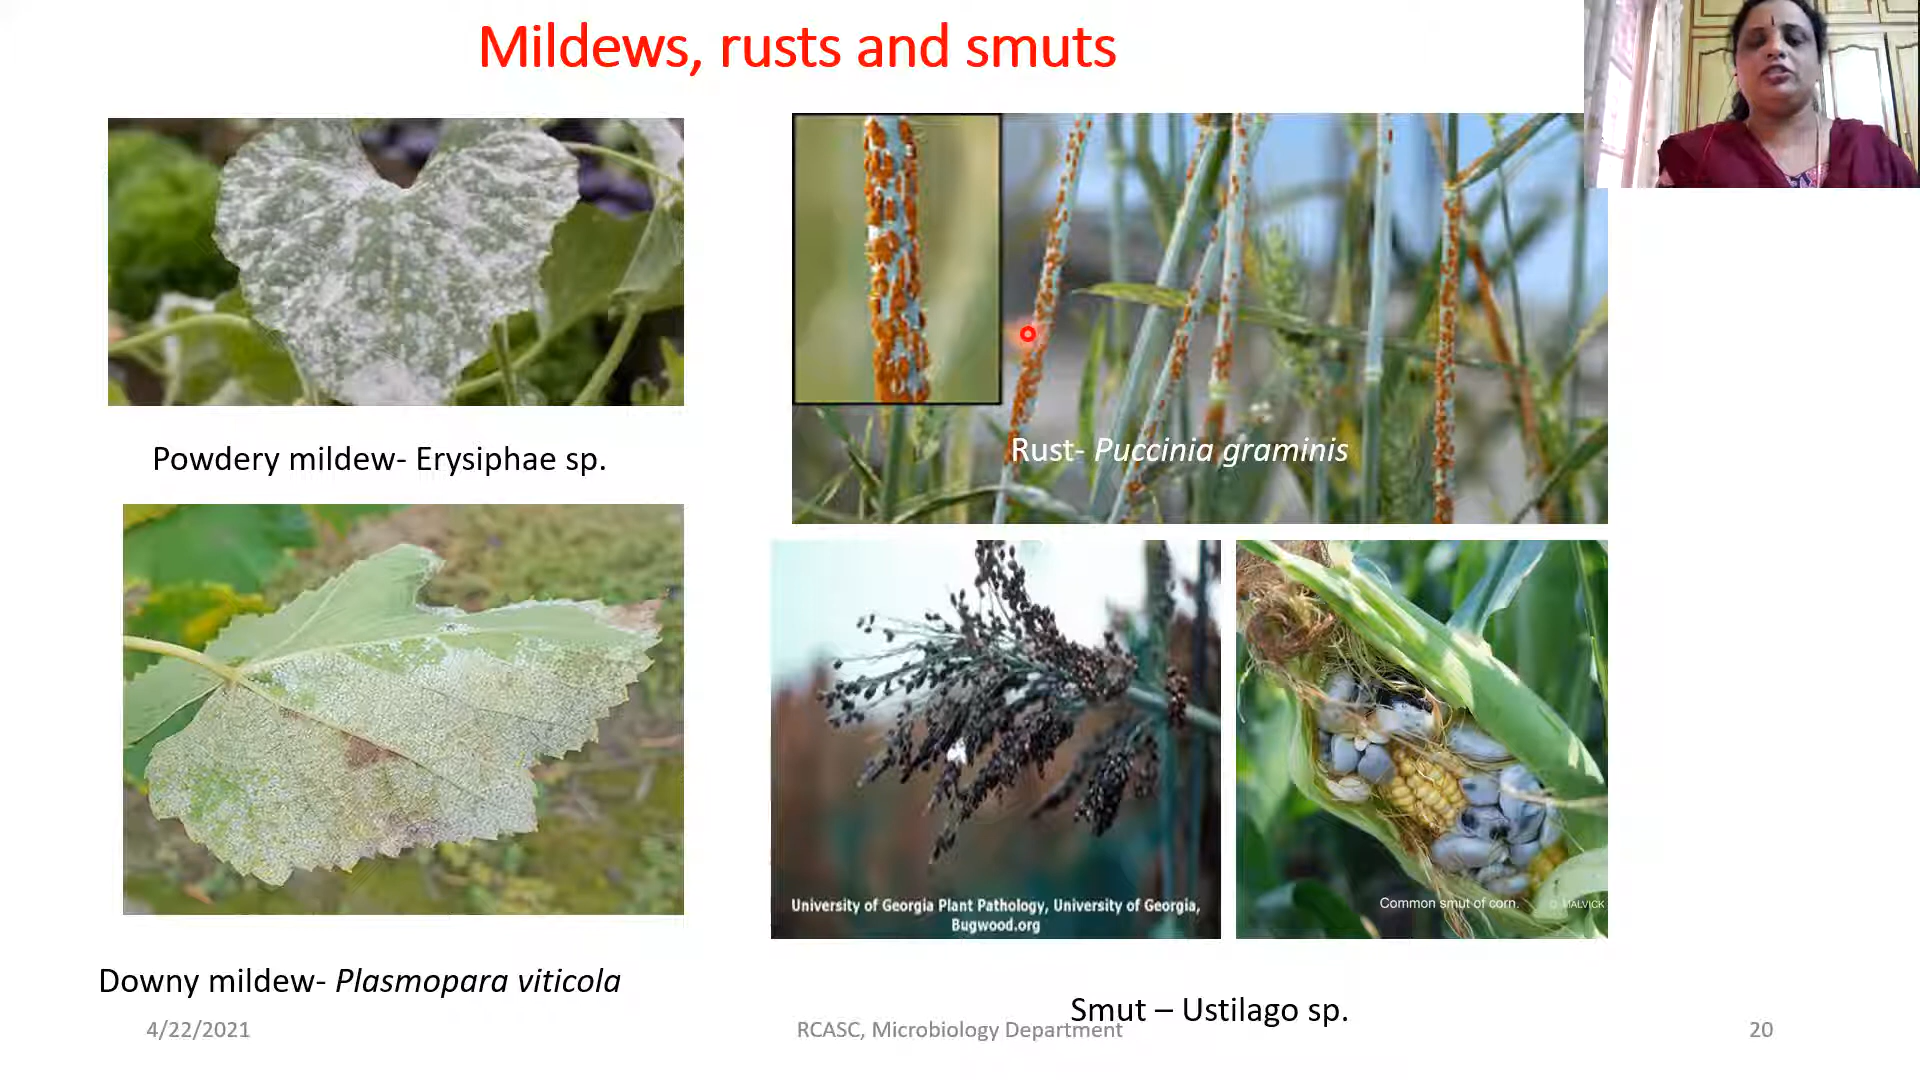 Mildews, rusts and smuts
Powdery mildew- Erysiphae sp.
Rust- Puccinia graminis
University of Georgia Plant Pathology, University of Georgia,
Bugwood.org
Common smut of corn.
© MALVICK
Downy mildew- Plasmopara viticola
Smut – Ustilago sp.
4/22/2021
RCASC, Microbiology Department
20